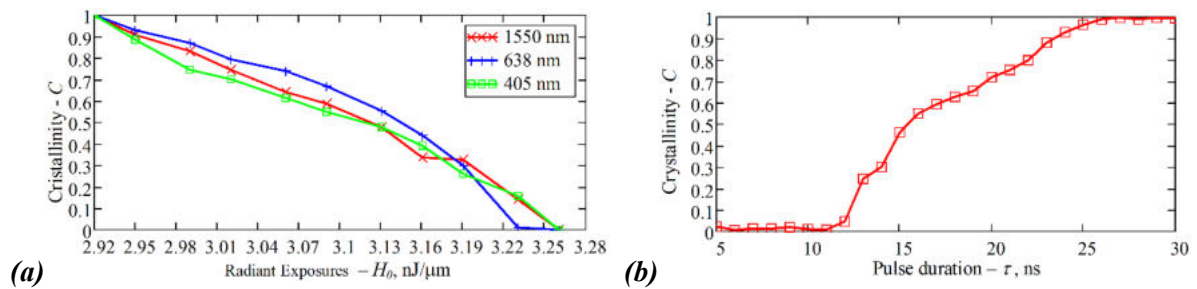 1
0.9
0.8
0.7
0.6
0.5
0.4
0.3
0.2
0.1
0
Cristallinity - C
1550 nm
638 nm
405 nm
2.92 2.95 2.98 3.01 3.04 3.07 3.1 3.13 3.16 3.19 3.22 3.25 3.28
Radiant Exposures – H₀, nJ/μm
(a)
1
0.9
0.8
0.7
0.6
0.5
0.4
0.3
0.2
0.1
0
Crystallinity - C
5 10 15 20 25 30
Pulse duration – τ, ns
(b)